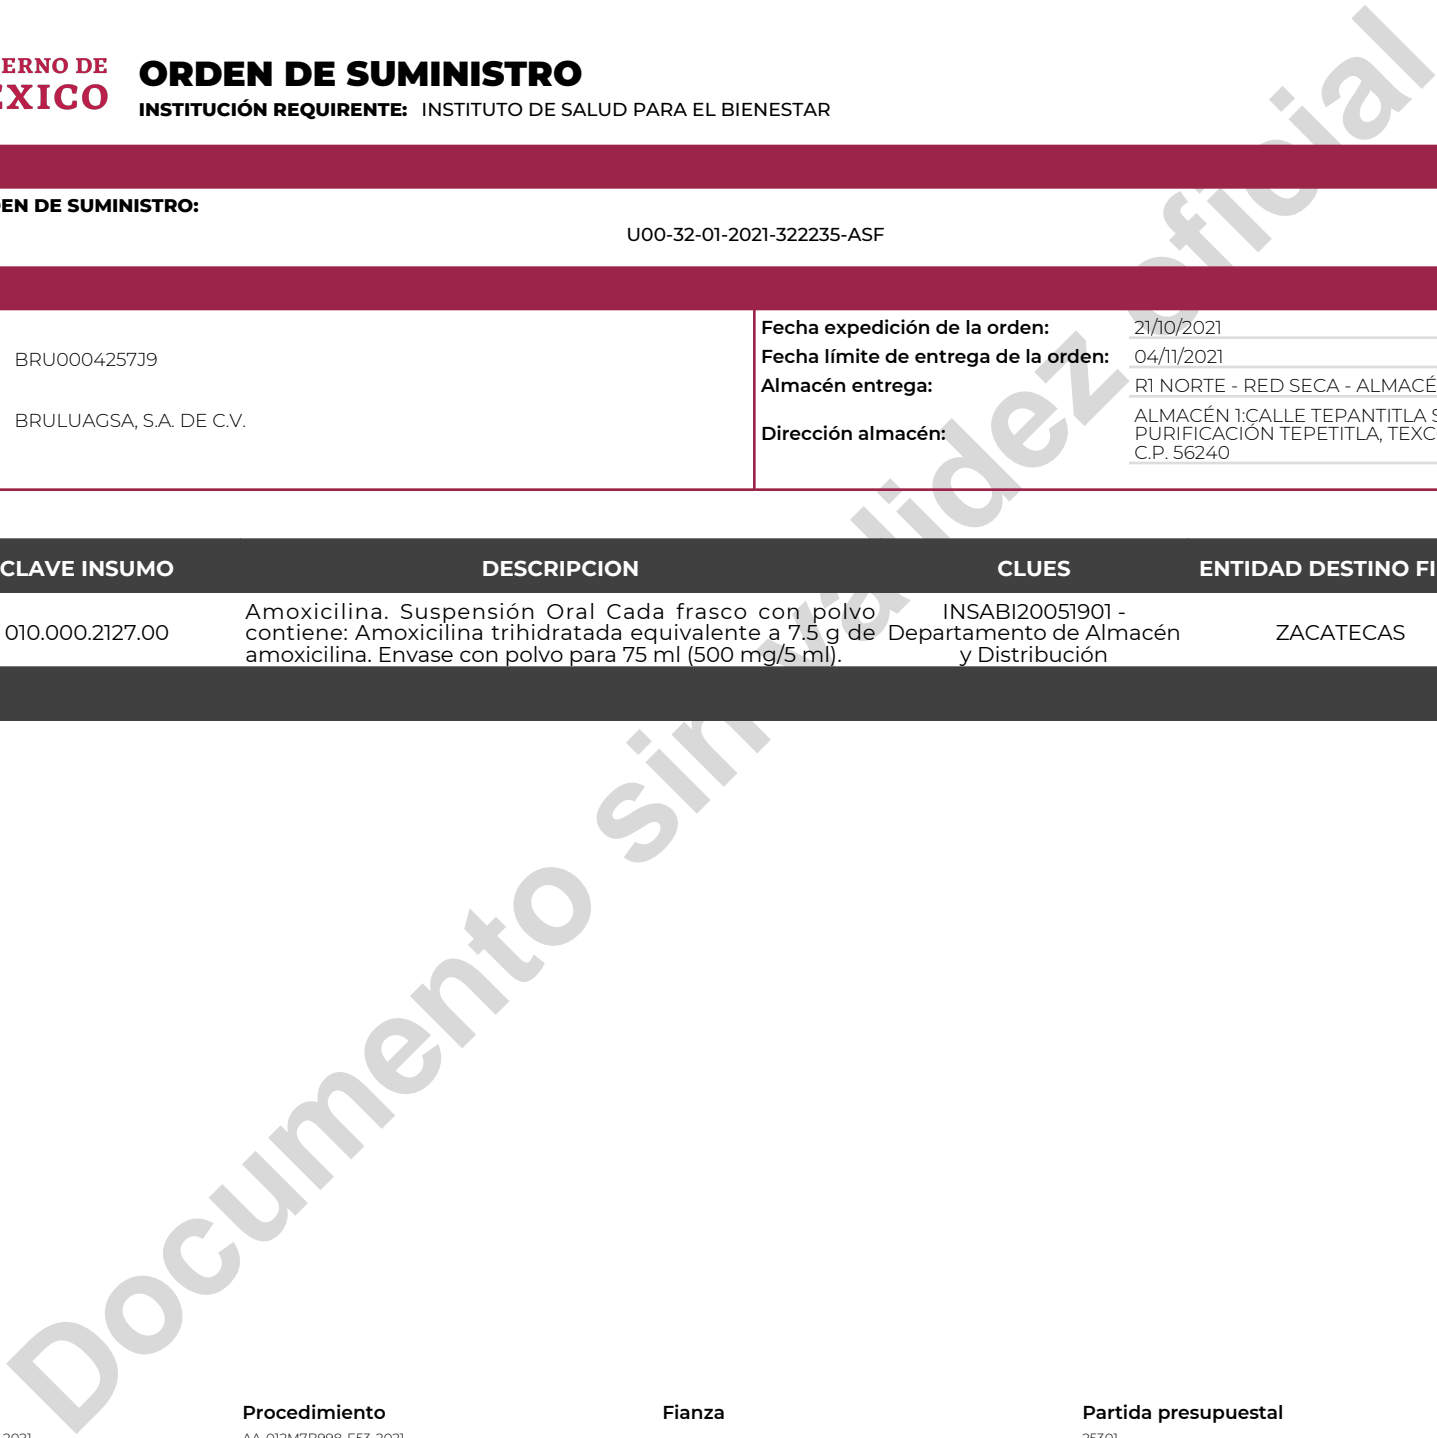 ERNO DE
ORDEN DE SUMINISTRO
INSTITUCIÓN REQUIRENTE: INSTITUTO DE SALUD PARA EL BIENESTAR
EXICO
EN DE SUMINISTRO:
U00-32-01-2021-322235-ASF
BRU0004257J9
BRULUAGSA, S.A. DE C.V.
Fecha expedición de la orden: 21/10/2021
Fecha límite de entrega de la orden: 04/11/2021
Almacén entrega: R1 NORTE - RED SECA - ALMACÉ
Dirección almacén:
ALMACÉN 1:CALLE TEPANTITLA S
PURIFICACIÓN TEPETITLA, TEXC
C.P. 56240
CLAVE INSUMO DESCRIPCION CLUES ENTIDAD DESTINO FI
010.000.2127.00
Amoxicilina. Suspensión Oral Cada frasco con polvo
contiene: Amoxicilina trihidratada equivalente a 7.5 g de
amoxicilina. Envase con polvo para 75 ml (500 mg/5 ml).
INSABI20051901 -
Departamento de Almacén
y Distribución
ZACATECAS
Documento sin validez oficial
Procedimiento Fianza Partida presupuestal